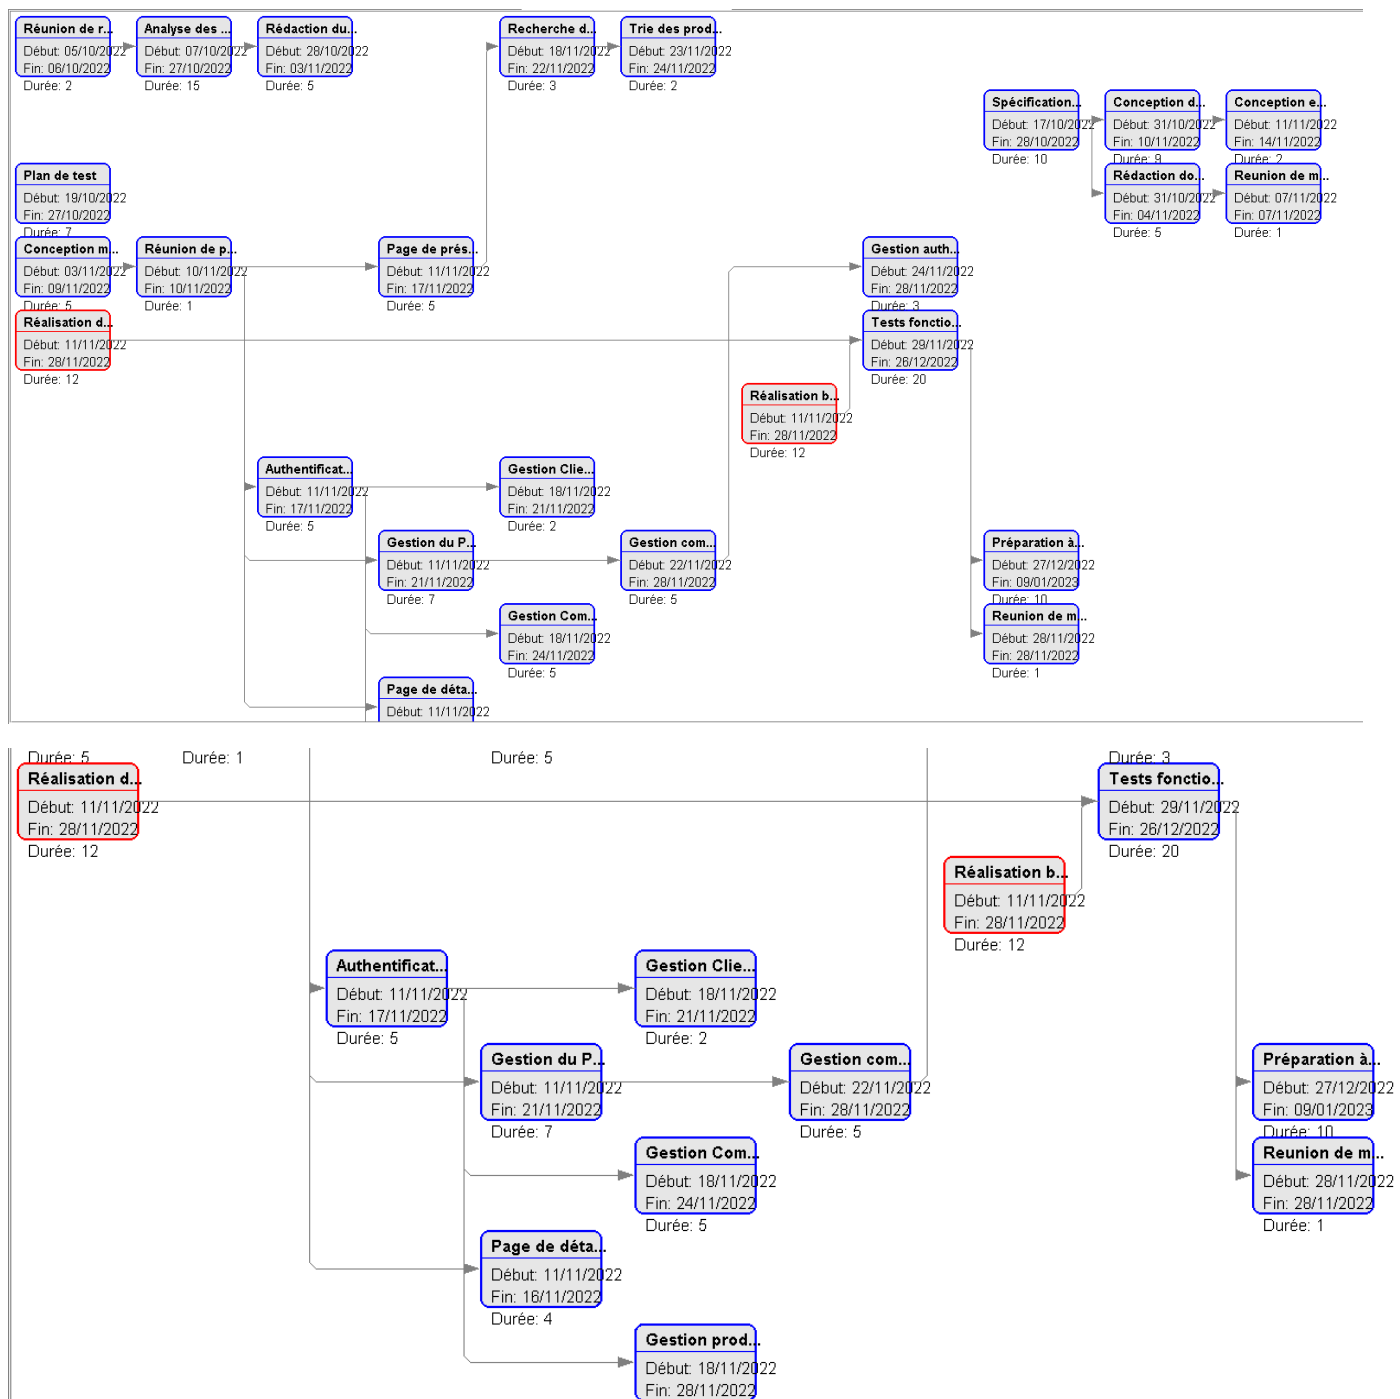 Réunion de r...
Début: 05/10/2022
Fin: 06/10/2022
Durée: 2
Analyse des ...
Début: 07/10/2022
Fin: 27/10/2022
Durée: 15
Rédaction du...
Début: 28/10/2022
Fin: 03/11/2022
Durée: 5
Recherche d...
Début: 18/11/2022
Fin: 22/11/2022
Durée: 3
Trie des prod...
Début: 23/11/2022
Fin: 24/11/2022
Durée: 2
Spécification...
Début: 17/10/2022
Fin: 28/10/2022
Durée: 10
Conception d...
Début: 31/10/2022
Fin: 10/11/2022
Durée: 9
Conception e...
Début: 11/11/2022
Fin: 14/11/2022
Durée: 2
Plan de test
Début: 19/10/2022
Fin: 27/10/2022
Durée: 7
Rédaction do...
Début: 31/10/2022
Fin: 04/11/2022
Durée: 5
Reunion de m...
Début: 07/11/2022
Fin: 07/11/2022
Durée: 1
Conception m...
Début: 03/11/2022
Fin: 09/11/2022
Durée: 5
Réunion de p...
Début: 10/11/2022
Fin: 10/11/2022
Durée: 1
Page de prés...
Début: 11/11/2022
Fin: 17/11/2022
Durée: 5
Gestion auth...
Début: 24/11/2022
Fin: 28/11/2022
Durée: 3
Réalisation d...
Début: 11/11/2022
Fin: 28/11/2022
Durée: 12
Tests fonctio...
Début: 29/11/2022
Fin: 26/12/2022
Durée: 20
Réalisation b...
Début: 11/11/2022
Fin: 28/11/2022
Durée: 12
Authentificat...
Début: 11/11/2022
Fin: 17/11/2022
Durée: 5
Gestion Clie...
Début: 18/11/2022
Fin: 21/11/2022
Durée: 2
Gestion du P...
Début: 11/11/2022
Fin: 21/11/2022
Durée: 7
Gestion com...
Début: 22/11/2022
Fin: 28/11/2022
Durée: 5
Préparation à...
Début: 27/12/2022
Fin: 09/01/2023
Durée: 10
Gestion Com...
Début: 18/11/2022
Fin: 24/11/2022
Durée: 5
Reunion de m...
Début: 28/11/2022
Fin: 28/11/2022
Durée: 1
Page de déta...
Début: 11/11/2022
Durée: 5
Durée: 1
Durée: 5
Durée: 3
Réalisation d...
Début: 11/11/2022
Fin: 28/11/2022
Durée: 12
Tests fonctio...
Début: 29/11/2022
Fin: 26/12/2022
Durée: 20
Réalisation b...
Début: 11/11/2022
Fin: 28/11/2022
Durée: 12
Authentificat...
Début: 11/11/2022
Fin: 17/11/2022
Durée: 5
Gestion Clie...
Début: 18/11/2022
Fin: 21/11/2022
Durée: 2
Gestion du P...
Début: 11/11/2022
Fin: 21/11/2022
Durée: 7
Gestion com...
Début: 22/11/2022
Fin: 28/11/2022
Durée: 5
Préparation à...
Début: 27/12/2022
Fin: 09/01/2023
Durée: 10
Gestion Com...
Début: 18/11/2022
Fin: 24/11/2022
Durée: 5
Reunion de m...
Début: 28/11/2022
Fin: 28/11/2022
Durée: 1
Page de déta...
Début: 11/11/2022
Fin: 16/11/2022
Durée: 4
Gestion prod...
Début: 18/11/2022
Fin: 28/11/2022